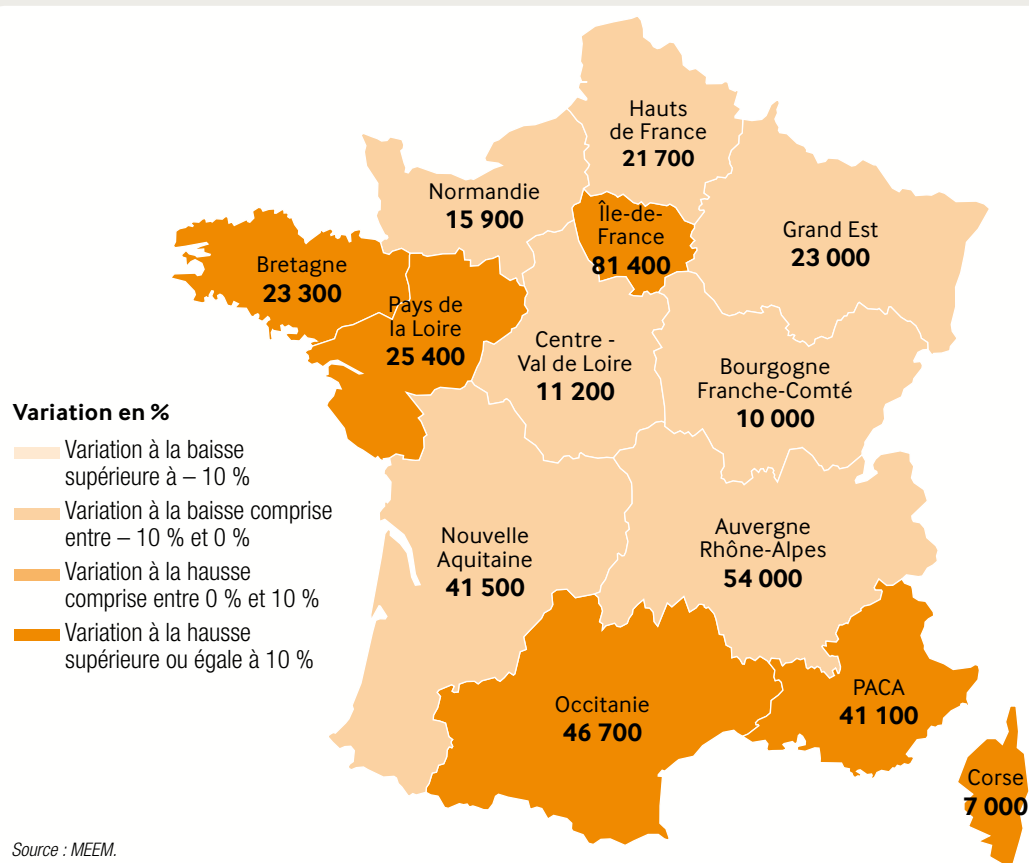 Hauts
de France
21 700
Normandie
15 900
Île-de-
France
81 400
Grand Est
23 000
Bretagne
23 300
Pays de
la Loire
25 400
Centre -
Val de Loire
11 200
Bourgogne
Franche-Comté
10 000
Variation en %
Variation à la baisse
supérieure à – 10 %
Variation à la baisse comprise
entre – 10 % et 0 %
Variation à la hausse
comprise entre 0 % et 10 %
Variation à la hausse
supérieure ou égale à 10 %
Nouvelle
Aquitaine
41 500
Auvergne
Rhône-Alpes
54 000
Occitanie
46 700
PACA
41 100
Corse
7 000
Source : MEEM.